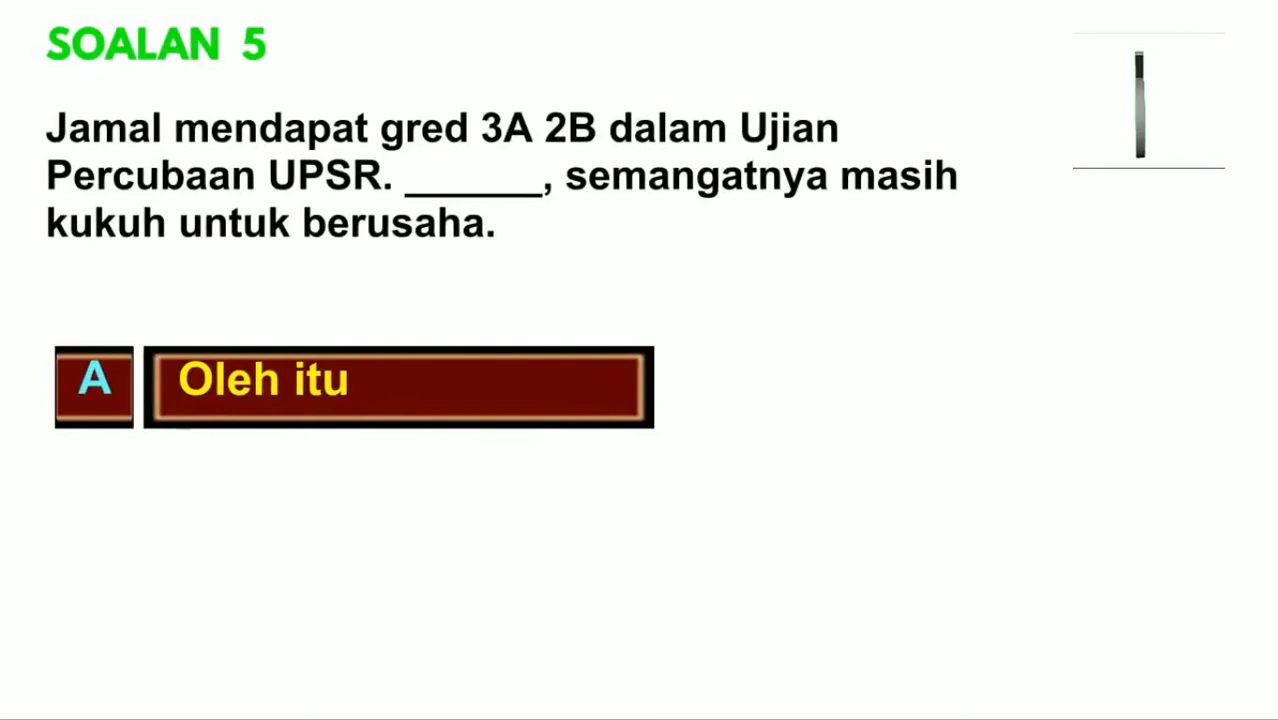 SOALAN 5
Jamal mendapat gred 3A 2B dalam Ujian
Percubaan UPSR. ______, semangatnya masih
kukuh untuk berusaha.
A Oleh itu